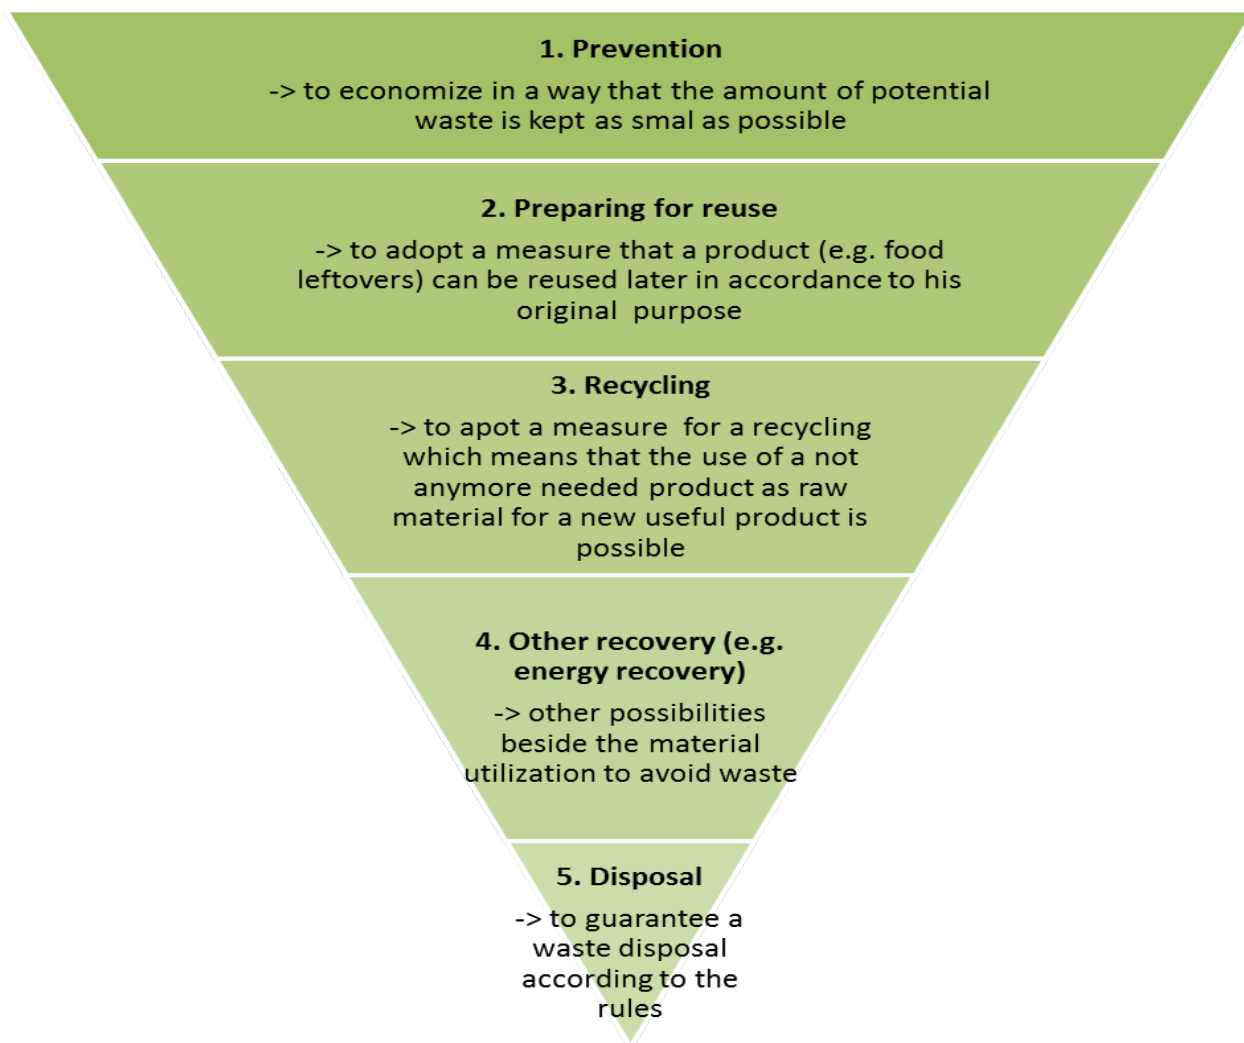 1. Prevention
-> to economize in a way that the amount of potential
waste is kept as smal as possible
2. Preparing for reuse
-> to adopt a measure that a product (e.g. food
leftovers) can be reused later in accordance to his
original purpose
3. Recycling
-> to apot a measure for a recycling
which means that the use of a not
anymore needed product as raw
material for a new useful product is
possible
4. Other recovery (e.g.
energy recovery)
-> other possibilities
beside the material
utilization to avoid waste
5. Disposal
-> to guarantee a
waste disposal
according to the
rules